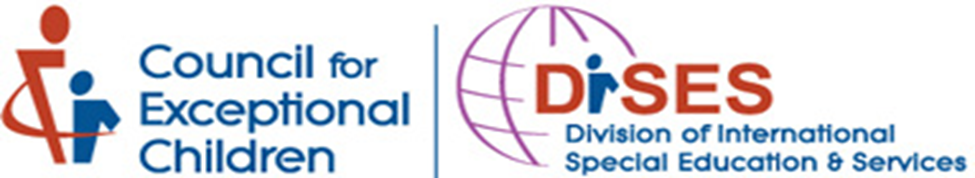 Council for
Exceptional
Children
DiSES
Division of International
Special Education & Services